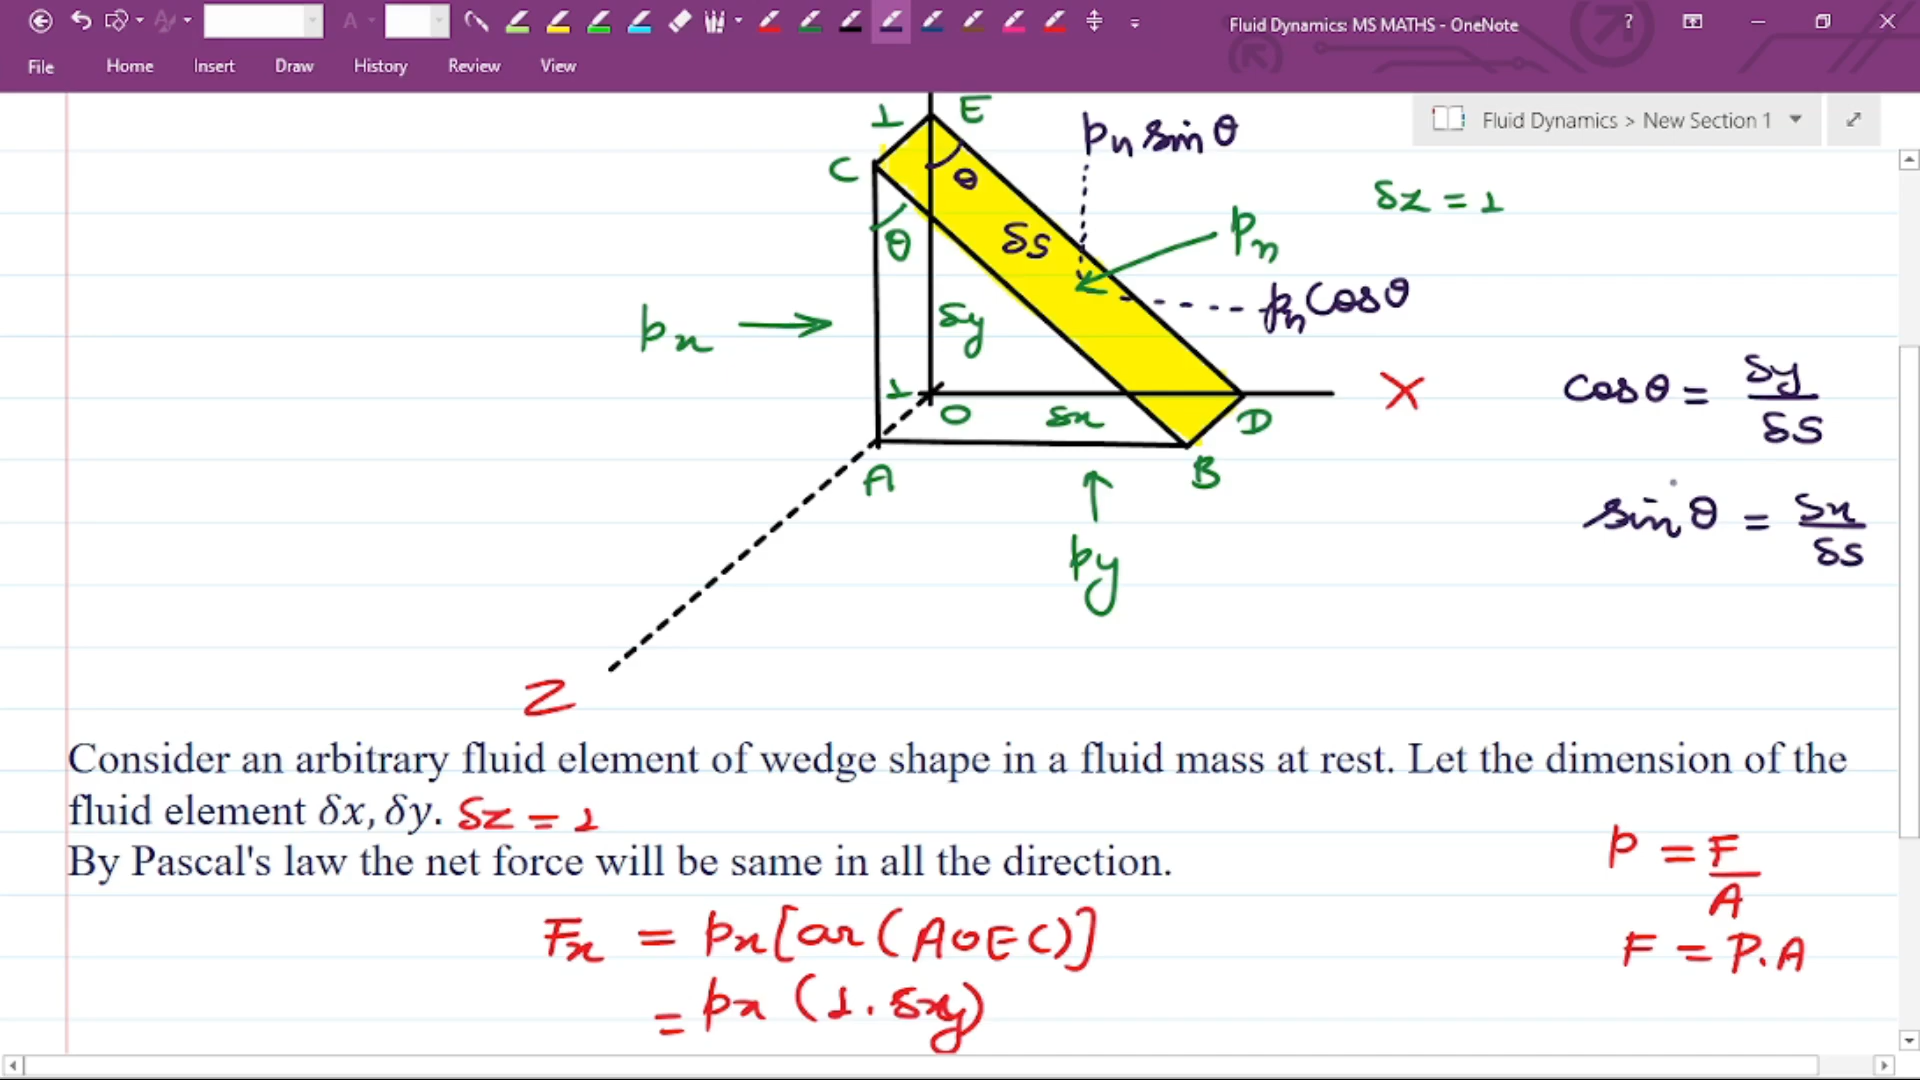 Fluid Dynamics: MS MATHS - OneNote
?
File Home Insert Draw History Review View
Fluid Dynamics > New Section 1
1 E
pn sin θ
C
θ
δz = 1
θ
δs
pn
px
δy
pn cos θ
cos θ = δy/δs
1
O
δx
D
X
A
B
sin θ = δx/δs
py
Z
Consider an arbitrary fluid element of wedge shape in a fluid mass at rest. Let the dimension of the
fluid element δx, δy. δz = 1
By Pascal's law the net force will be same in all the direction.
P = F/A
Fx = px [ar (AOEC)]
F = P.A
= px (1. δy)